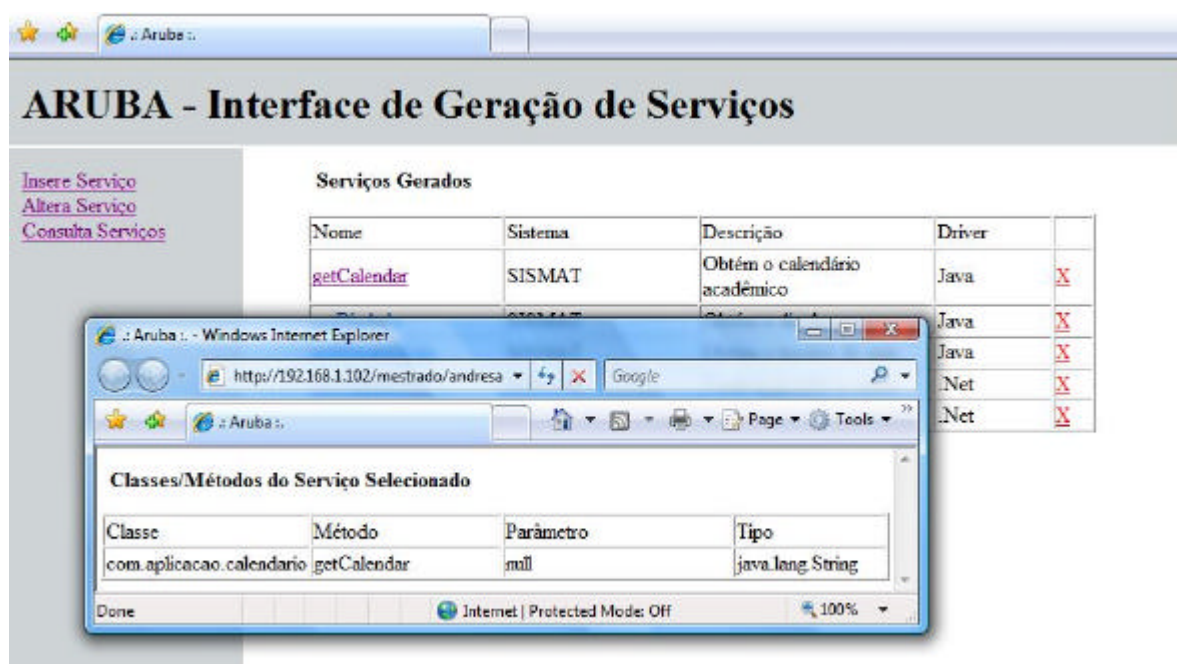 .: Aruba :.
ARUBA - Interface de Geração de Serviços
Insere Serviço
Altera Serviço
Consulta Serviços
Serviços Gerados
Nome Sistema Descrição Driver
getCalendar SISMAT Obtém o calendário acadêmico Java X
Java X
Java X
.Net X
.Net X
.: Aruba :. - Windows Internet Explorer
http://192.168.1.102/mestrado/andresa Google
.: Aruba :. Page Tools
Classes/Métodos do Serviço Selecionado
Classe Método Parâmetro Tipo
com.aplicacao.calendario getCalendar null java.lang.String
Done Internet | Protected Mode: Off 100%